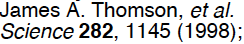 James A. Thomson, et al.
Science 282, 1145 (1998);